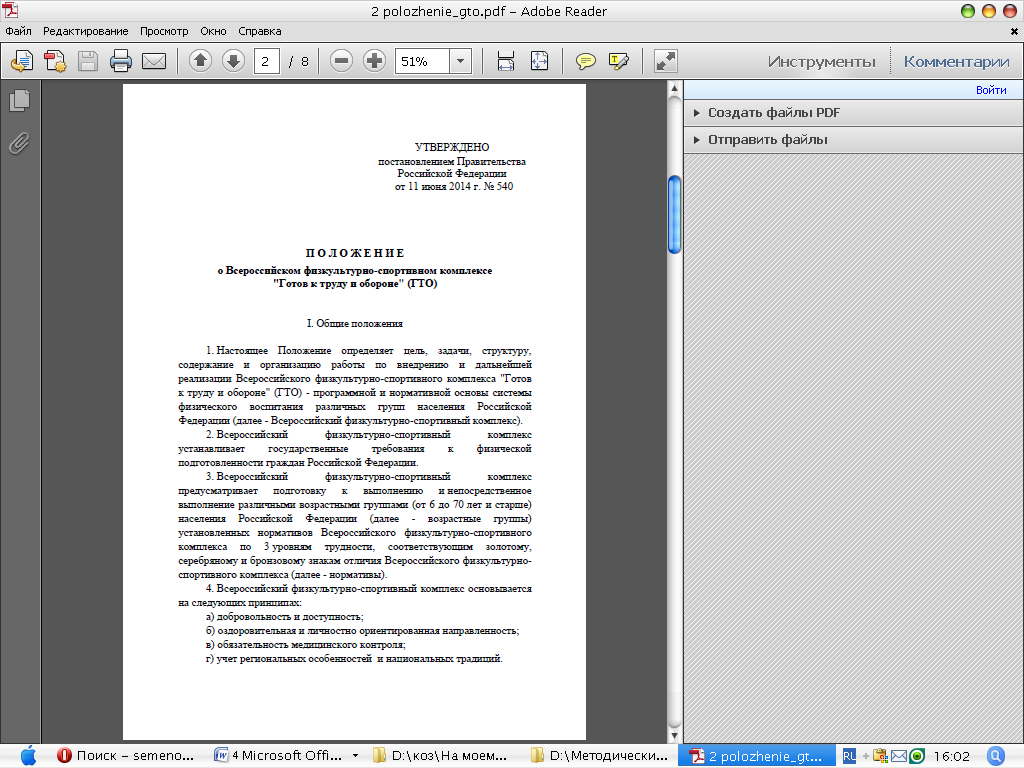 2 polozhenie_gto.pdf – Adobe Reader
Файл Редактирование Просмотр Окно Справка
2 / 8 51% Инструменты Комментарии
Войти
Создать файлы PDF
Отправить файлы
УТВЕРЖДЕНО
постановлением Правительства
Российской Федерации
от 11 июня 2014 г. № 540
П О Л О Ж Е Н И Е
о Всероссийском физкультурно-спортивном комплексе
"Готов к труду и обороне" (ГТО)
I. Общие положения
1. Настоящее Положение определяет цель, задачи, структуру,
содержание и организацию работы по внедрению и дальнейшей
реализации Всероссийского физкультурно-спортивного комплекса "Готов
к труду и обороне" (ГТО) - программной и нормативной основы системы
физического воспитания различных групп населения Российской
Федерации (далее - Всероссийский физкультурно-спортивный комплекс).
2. Всероссийский физкультурно-спортивный комплекс
устанавливает государственные требования к физической
подготовленности граждан Российской Федерации.
3. Всероссийский физкультурно-спортивный комплекс
предусматривает подготовку к выполнению и непосредственное
выполнение различными возрастными группами (от 6 до 70 лет и старше)
населения Российской Федерации (далее - возрастные группы)
установленных нормативов Всероссийского физкультурно-спортивного
комплекса по 3 уровням трудности, соответствующим золотому,
серебряному и бронзовому знакам отличия Всероссийского физкультурно-
спортивного комплекса (далее - нормативы).
4. Всероссийский физкультурно-спортивный комплекс основывается
на следующих принципах:
а) добровольность и доступность;
б) оздоровительная и личностно ориентированная направленность;
в) обязательность медицинского контроля;
г) учет региональных особенностей и национальных традиций.
Поиск – semeno... 4 Microsoft Offi... D:\коз\На моем... D:\Методически... 2 polozhenie_gt... RL 16:02